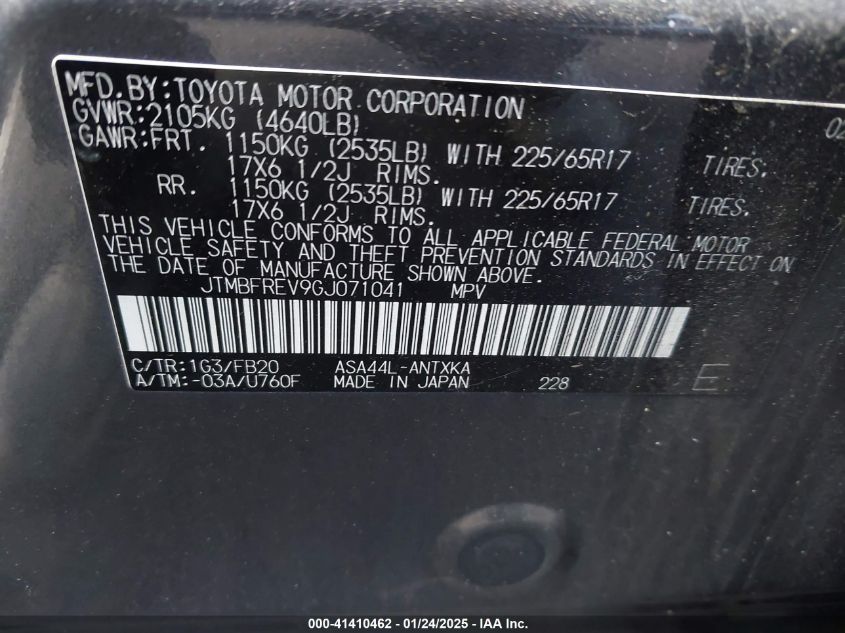 MFD.BY:TOYOTA MOTOR CORPORATION 02
GVWR:2105KG (4640LB)
GAWR:FRT. 1150KG (2535LB) WITH 225/65R17 TIRES.
17X6 1/2J RIMS.
RR. 1150KG (2535LB) WITH 225/65R17 TIRES.
17X6 1/2J RIMS.
THIS VEHICLE CONFORMS TO ALL APPLICABLE FEDERAL MOTOR
VEHICLE SAFETY AND THEFT PREVENTION STANDARDS IN EFFECT ON
THE DATE OF MANUFACTURE SHOWN ABOVE.
JTMBFREV9GJ071041 MPV
C/TR:1G3/FB20 ASA44L-ANTXKA
A/TM:-03A/U760F MADE IN JAPAN 228 E
000-41410462 - 01/24/2025 - IAA Inc.